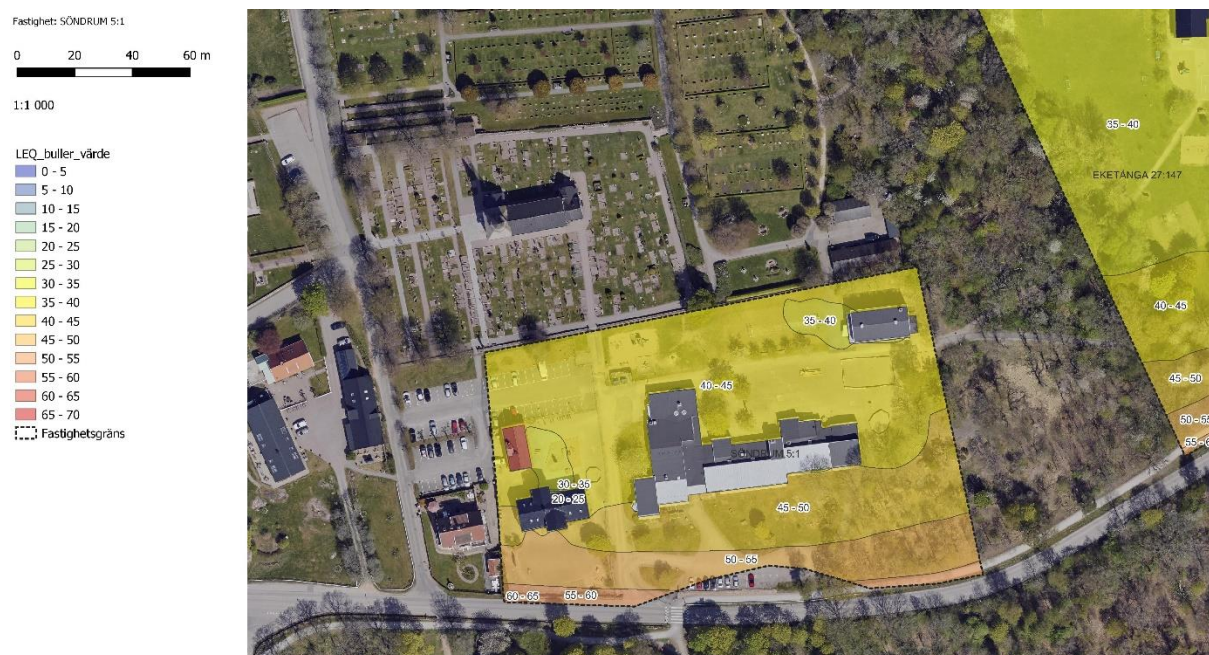 Fastighet: SÖNDRUM 5:1
0 20 40 60 m
1:1 000
LEQ_buller_värde
0 - 5
5 - 10
10 - 15
15 - 20
20 - 25
25 - 30
30 - 35
35 - 40
40 - 45
45 - 50
50 - 55
55 - 60
60 - 65
65 - 70
Fastighetsgräns
35 - 40
EKETÅNGA 27:147
40 - 45
35 - 40
45 - 50
40 - 45
50 - 55
SÖNDRUM 5:1
30 - 35
20 - 25
45 - 50
50 - 55
60 - 65
55 - 60